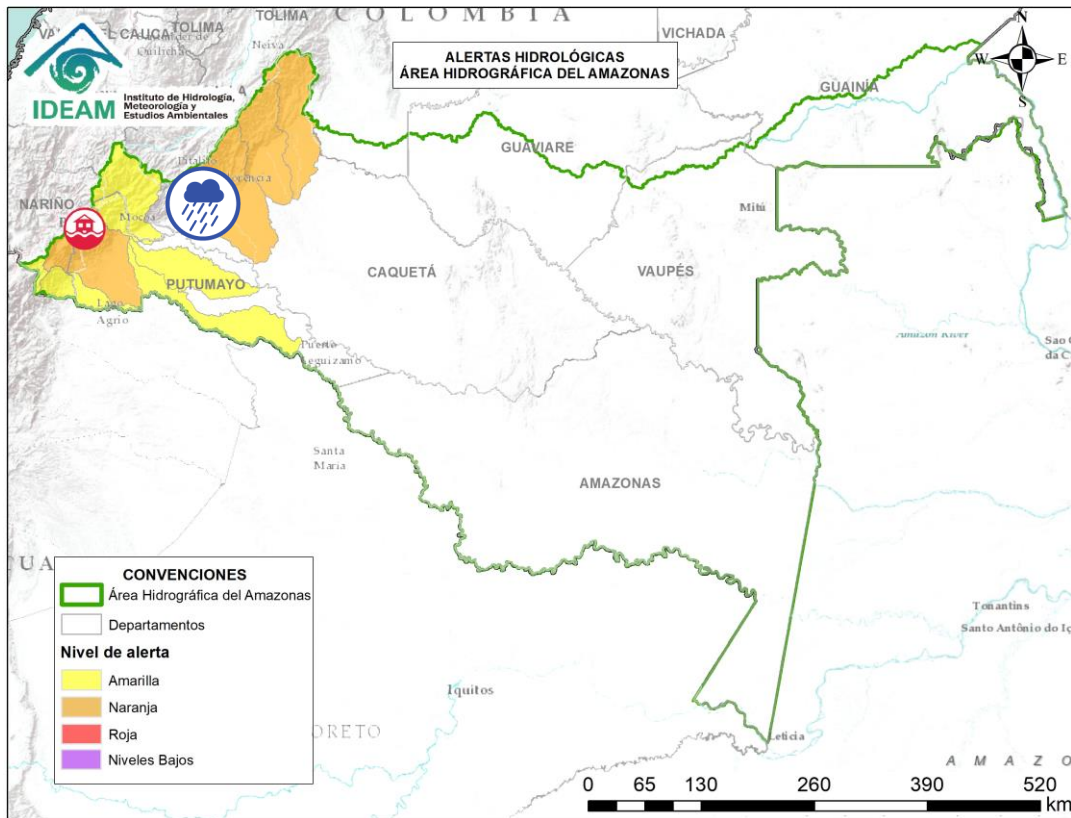 COLOMBIA
TOLIMA
L CAUCA
TOLIMA
VICHADA
Neiva
N
W
E
S
ALERTAS HIDROLÓGICAS
ÁREA HIDROGRÁFICA DEL AMAZONAS
IDEAM
Instituto de Hidrología,
Meteorología y
Estudios Ambientales
GUAINÍA
GUAVIARE
NARIÑO
Mocoa
Mitú
CAQUETÁ
VAUPÉS
PUTUMAYO
Lago
Agrio
Amazon River
Puerto
Leguizamo
Santa
Maria
AMAZONAS
CONVENCIONES
Área Hidrográfica del Amazonas
Departamentos
Nivel de alerta
Amarilla
Naranja
Roja
Niveles Bajos
Tonantins
Santo Antônio do Iç
Iquitos
ORETO
Leticia
AMAZO
0 65 130 260 390 520
km